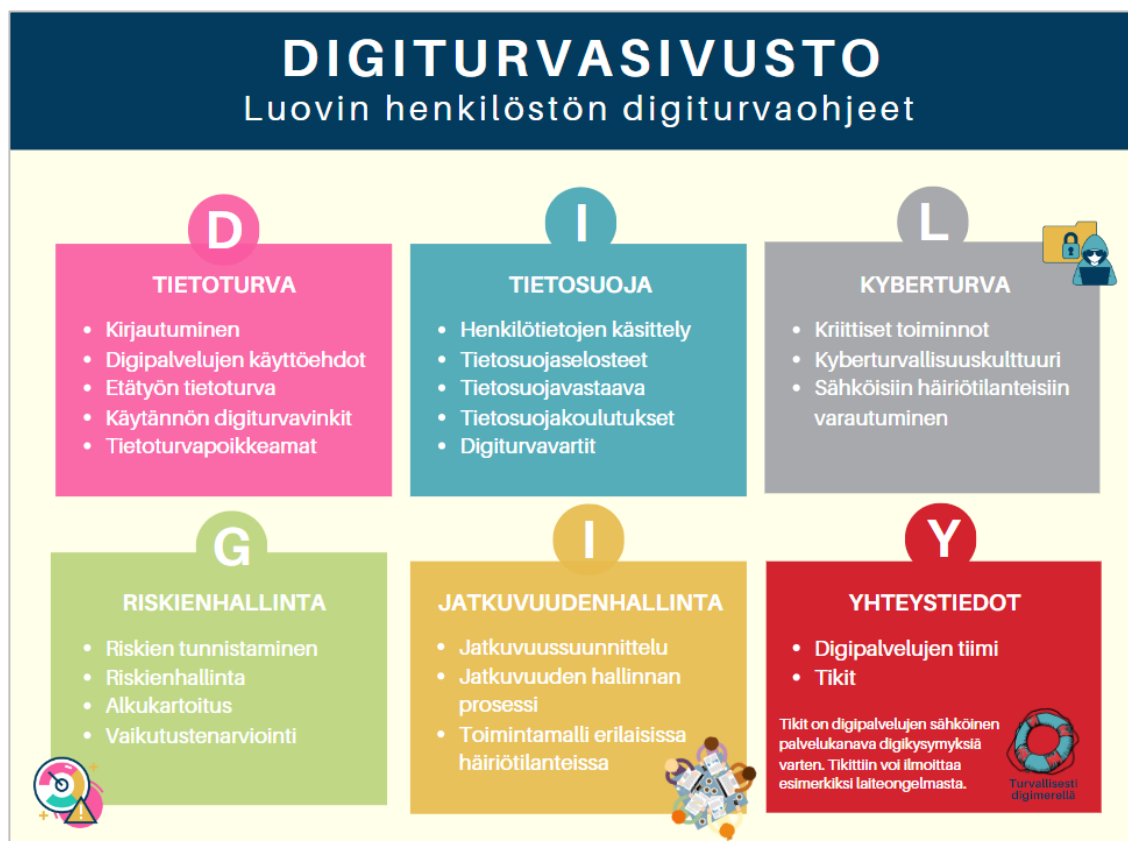 DIGITURVASIVUSTO
Luovin henkilöstön digiturvaohjeet
D
TIETOTURVA
• Kirjautuminen
• Digipalvelujen käyttöehdot
• Etätyön tietoturva
• Käytännön digiturvavinkit
• Tietoturvapoikkeamat
I
TIETOSUOJA
• Henkilötietojen käsittely
• Tietosuojaselosteet
• Tietosuojavastaava
• Tietosuojakoulutukset
• Digiturvavartit
L
KYBERTURVA
• Kriittiset toiminnot
• Kyberturvallisuuskulttuuri
• Sähköisiin häiriötilanteisiin
varautuminen
G
RISKIENHALLINTA
• Riskien tunnistaminen
• Riskienhallinta
• Alkukartoitus
• Vaikutustenarviointi
I
JATKUVUUDENHALLINTA
• Jatkuvuussuunnittelu
• Jatkuvuuden hallinnan
prosessi
• Toimintamalli erilaisissa
häiriötilanteissa
Y
YHTEYSTIEDOT
• Digipalvelujen tiimi
• Tikit
Tikit on digipalvelujen sähköinen
palvelukanava digikysymyksiä
varten. Tikittiin voi ilmoittaa
esimerkiksi laiteongelmasta.
Turvallisesti
digimerellä